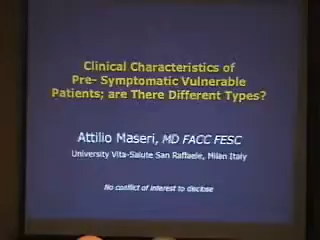 Clinical Characteristics of
Pre- Symptomatic Vulnerable
Patients; are There Different Types?
Attilio Maseri, MD FACC FESC
University Vita-Salute San Raffaele, Milan Italy
No conflict of interest to disclose